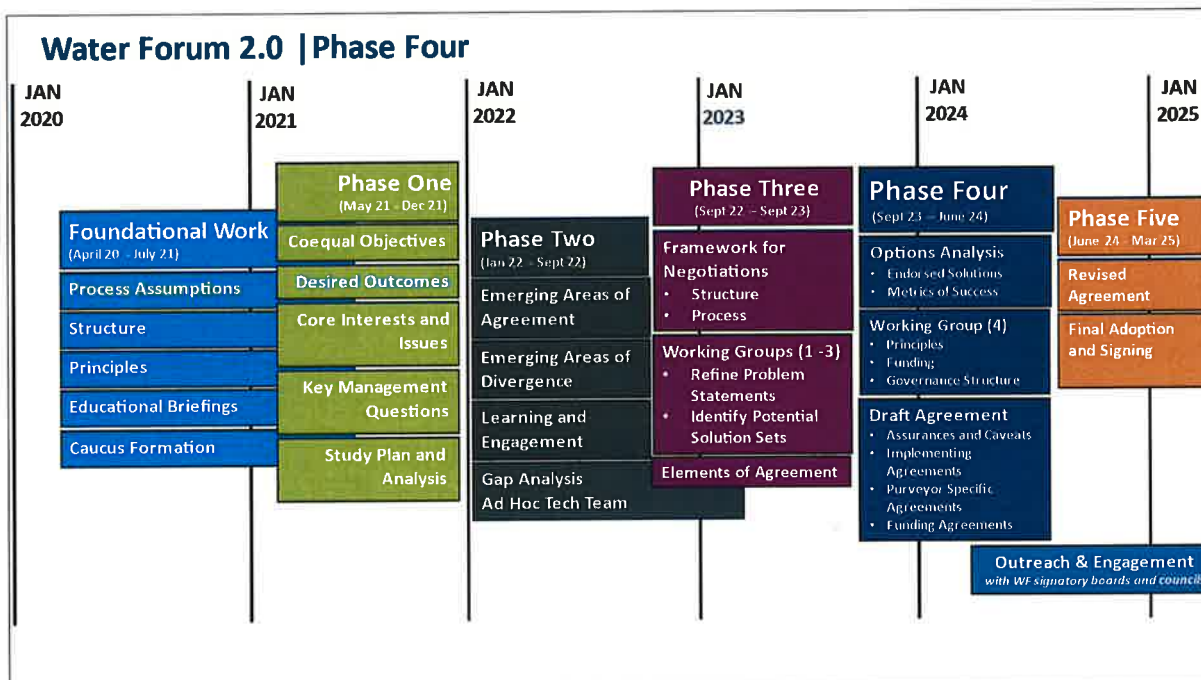 Water Forum 2.0 | Phase Four
JAN
2020
JAN
2021
JAN
2022
JAN
2023
JAN
2024
JAN
2025
Foundational Work
(April 20 - July 21)
Process Assumptions
Structure
Principles
Educational Briefings
Caucus Formation
Phase One
(May 21 - Dec 21)
Coequal Objectives
Desired Outcomes
Core Interests and
Issues
Key Management
Questions
Study Plan and
Analysis
Phase Two
(Jan 22 – Sept 22)
Emerging Areas of
Agreement
Emerging Areas of
Divergence
Learning and
Engagement
Gap Analysis
Ad Hoc Tech Team
Phase Three
(Sept 22 – Sept 23)
Framework for
Negotiations
• Structure
• Process
Working Groups (1 -3)
• Refine Problem
Statements
• Identify Potential
Solution Sets
Elements of Agreement
Phase Four
(Sept 23 – June 24)
Options Analysis
• Endorsed Solutions
• Metrics of Success
Working Group (4)
• Principles
• Funding
• Governance Structure
Draft Agreement
• Assurances and Caveats
• Implementing
Agreements
• Purveyor Specific
Agreements
• Funding Agreements
Phase Five
(June 24 - Mar 25)
Revised
Agreement
Final Adoption
and Signing
Outreach & Engagement
with WF signatory boards and councils